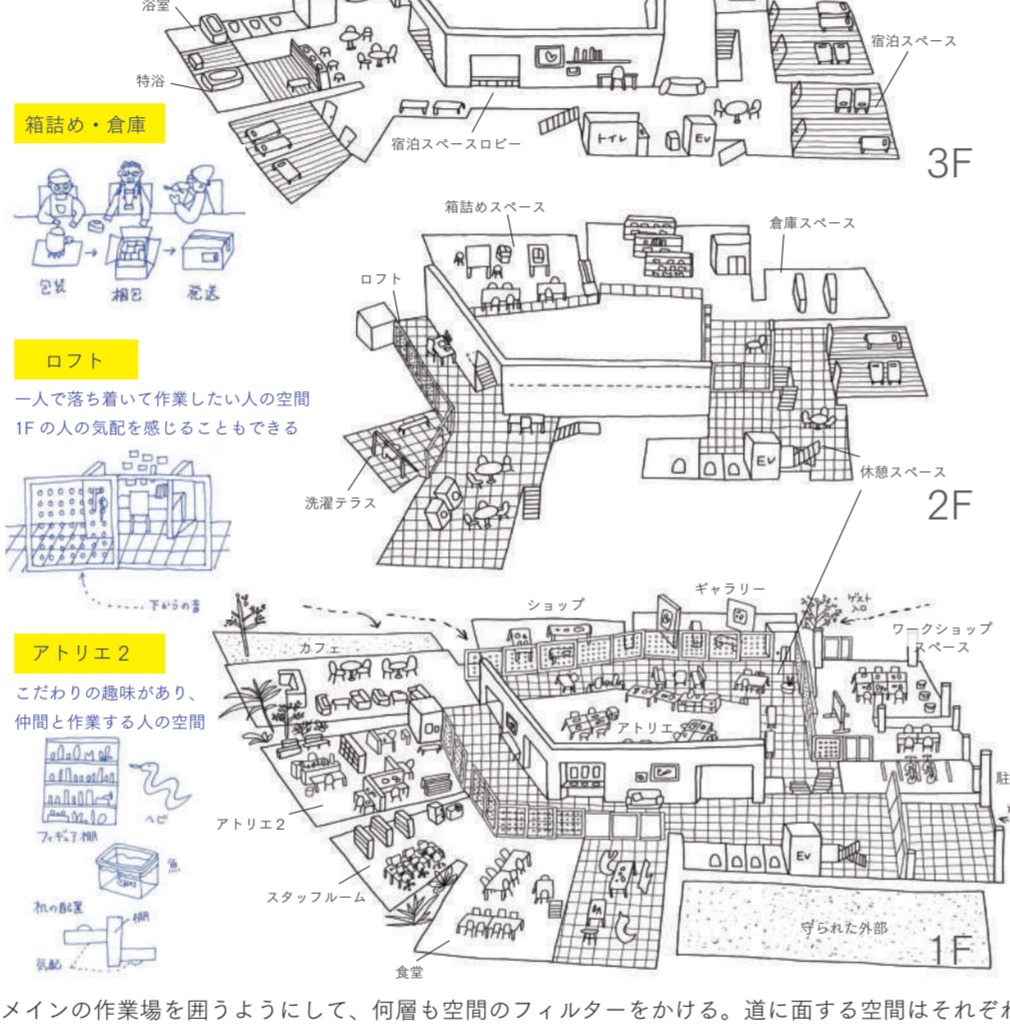 浴室
特浴
宿泊スペース
宿泊スペースロビー
トイレ
EV
3F
箱詰め・倉庫
包装
梱包
発送
箱詰めスペース
倉庫スペース
ロフト
洗濯テラス
EV
休憩スペース
2F
ロフト
一人で落ち着いて作業したい人の空間
1Fの人の気配を感じることもできる
下からの音
ショップ
ギャラリー
ゲスト
入口
ワークショップ
スペース
カフェ
アトリエ
アトリエ2
スタッフルーム
食堂
EV
守られた外部
1F
駐
アトリエ2
こだわりの趣味があり、
仲間と作業する人の空間
フィギュア棚
ヘビ
魚
机の配置
棚
気配
メインの作業場を囲うようにして、何層も空間のフィルターをかける。道に面する空間はそれぞれ